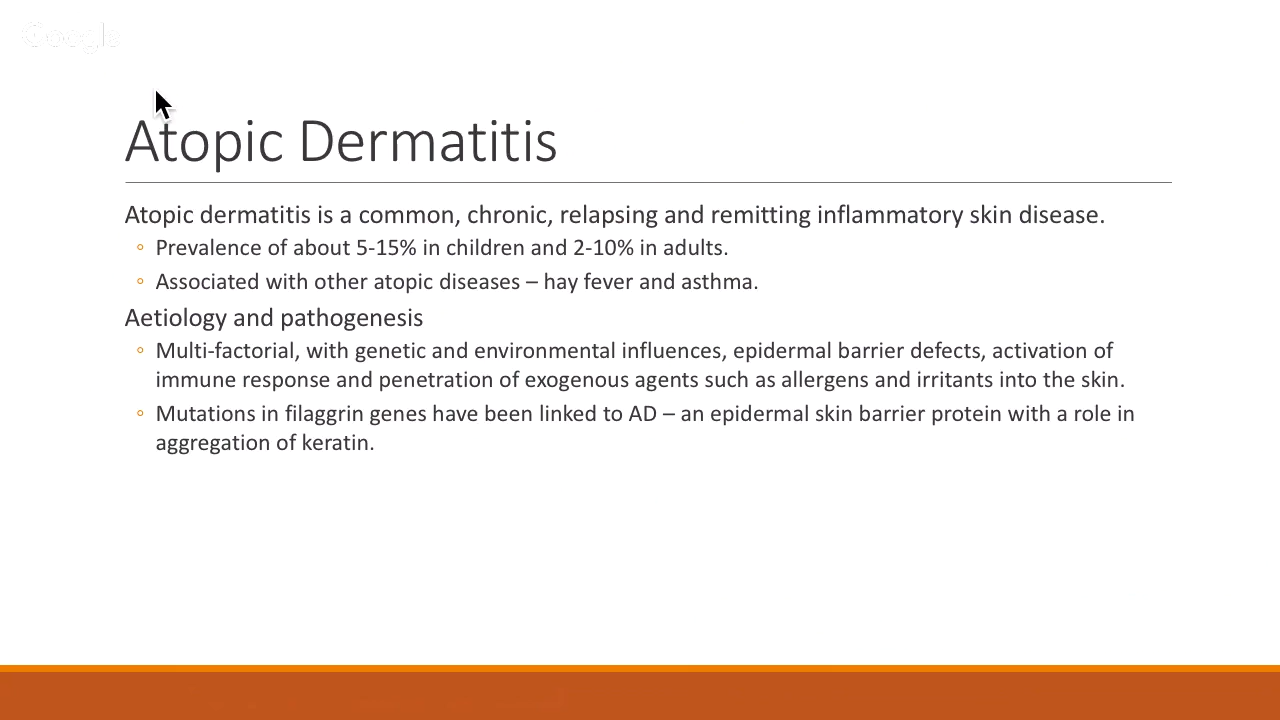 Google
Atopic Dermatitis
Atopic dermatitis is a common, chronic, relapsing and remitting inflammatory skin disease.
◦ Prevalence of about 5-15% in children and 2-10% in adults.
◦ Associated with other atopic diseases – hay fever and asthma.
Aetiology and pathogenesis
◦ Multi-factorial, with genetic and environmental influences, epidermal barrier defects, activation of
immune response and penetration of exogenous agents such as allergens and irritants into the skin.
◦ Mutations in filaggrin genes have been linked to AD – an epidermal skin barrier protein with a role in
aggregation of keratin.